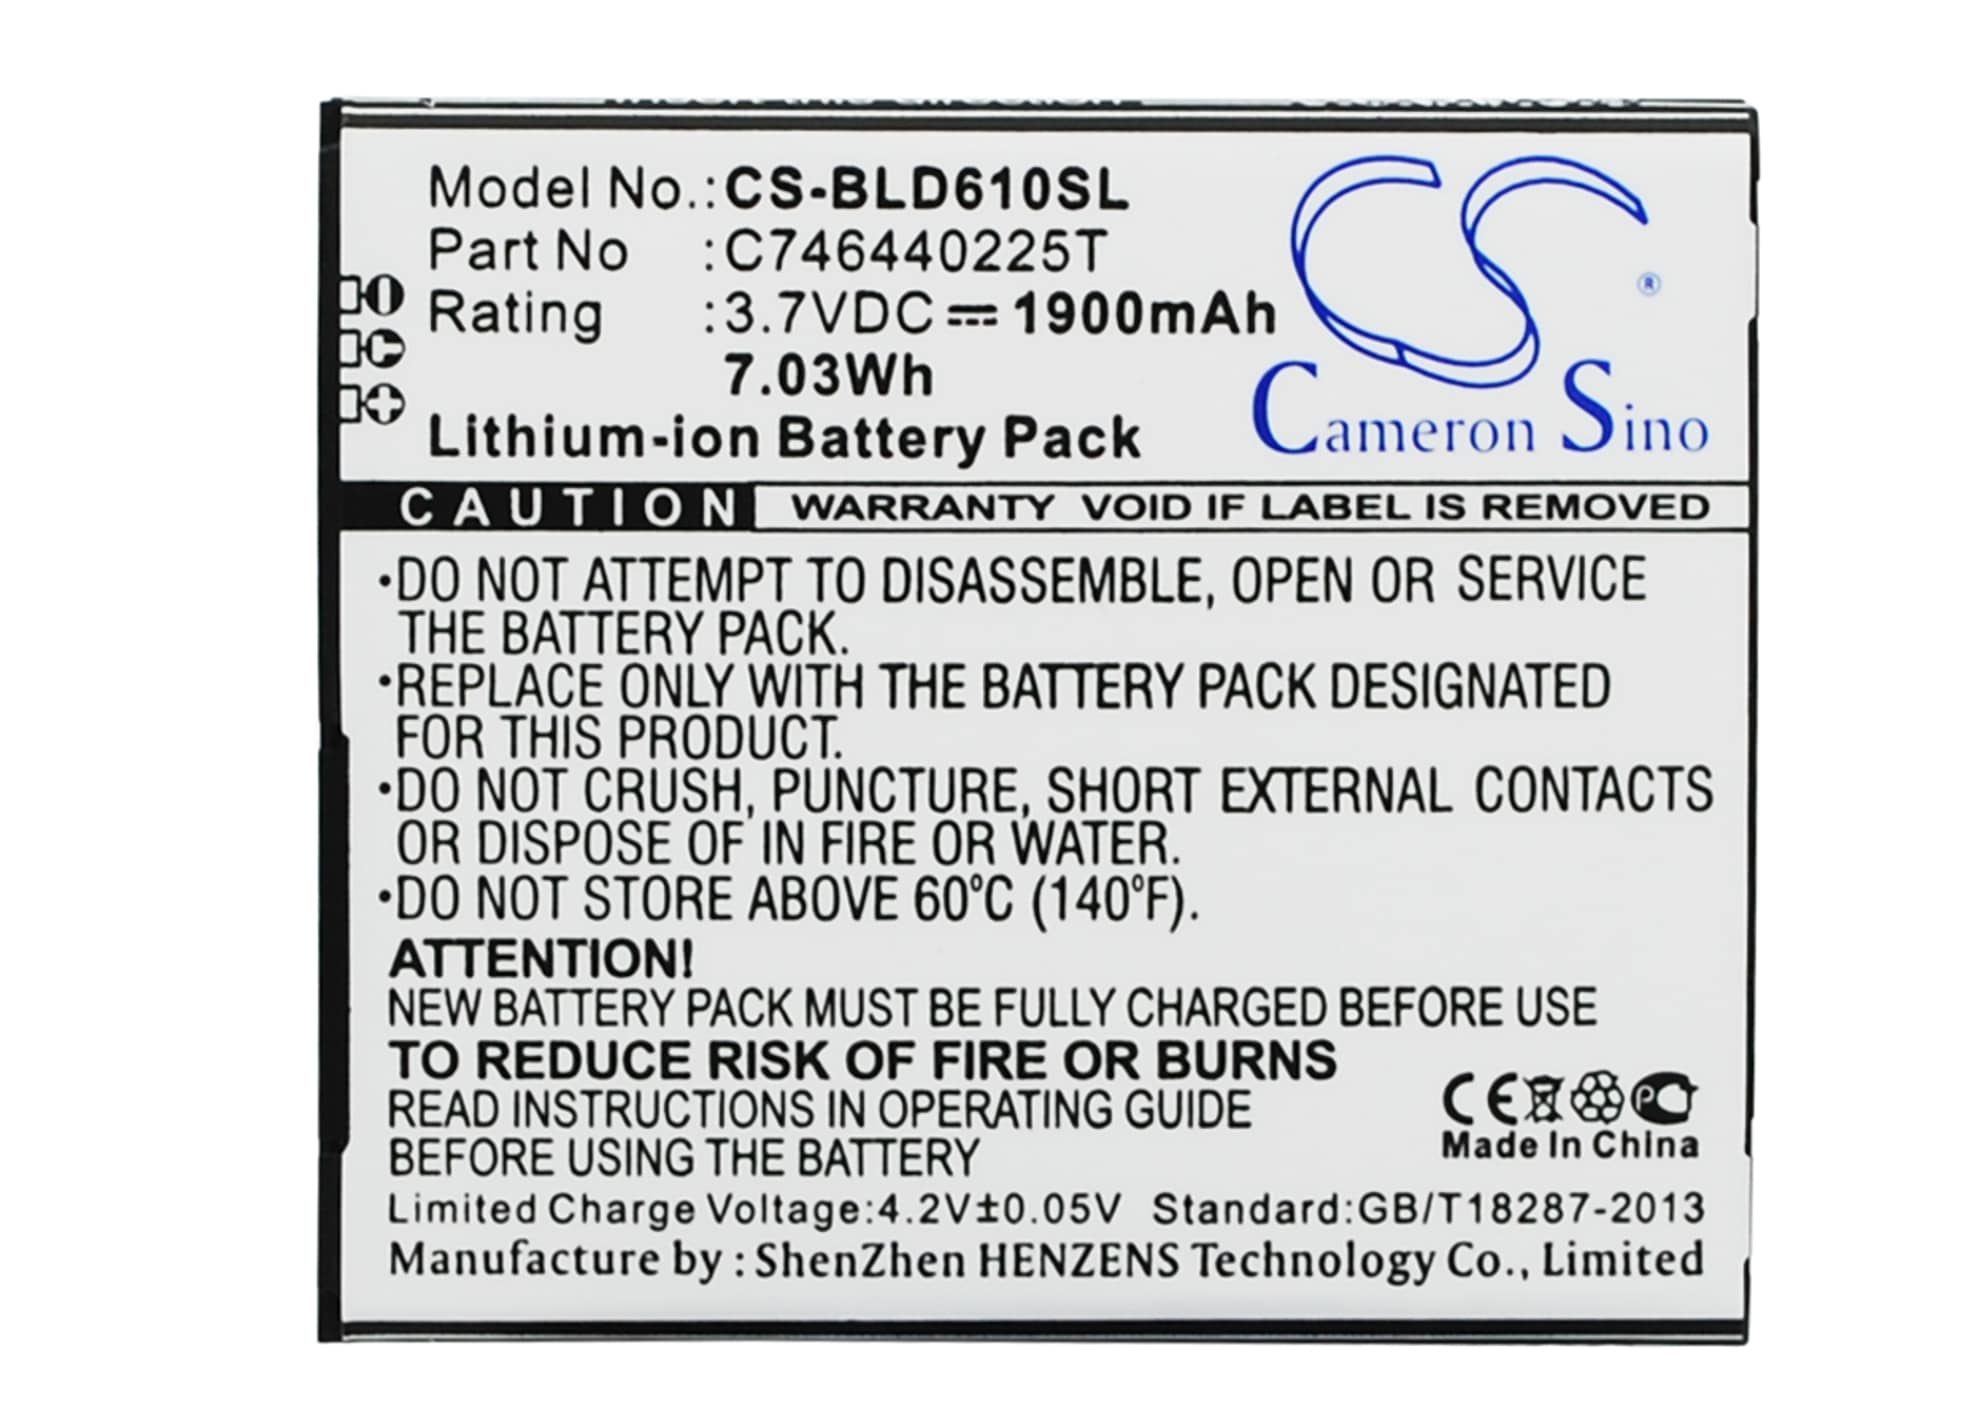 Model No.:CS-BLD610SL
Part No :C746440225T
Rating :3.7VDC⎓1900mAh
7.03Wh
Lithium-ion Battery Pack
CS®
Cameron Sino
CAUTION WARRANTY VOID IF LABEL IS REMOVED
•DO NOT ATTEMPT TO DISASSEMBLE, OPEN OR SERVICE
THE BATTERY PACK.
•REPLACE ONLY WITH THE BATTERY PACK DESIGNATED
FOR THIS PRODUCT.
•DO NOT CRUSH, PUNCTURE, SHORT EXTERNAL CONTACTS
OR DISPOSE OF IN FIRE OR WATER.
•DO NOT STORE ABOVE 60°C (140°F).
ATTENTION!
NEW BATTERY PACK MUST BE FULLY CHARGED BEFORE USE
TO REDUCE RISK OF FIRE OR BURNS
READ INSTRUCTIONS IN OPERATING GUIDE
BEFORE USING THE BATTERY
CE PC
Made In China
Limited Charge Voltage:4.2V±0.05V Standard:GB/T18287-2013
Manufacture by : ShenZhen HENZENS Technology Co., Limited